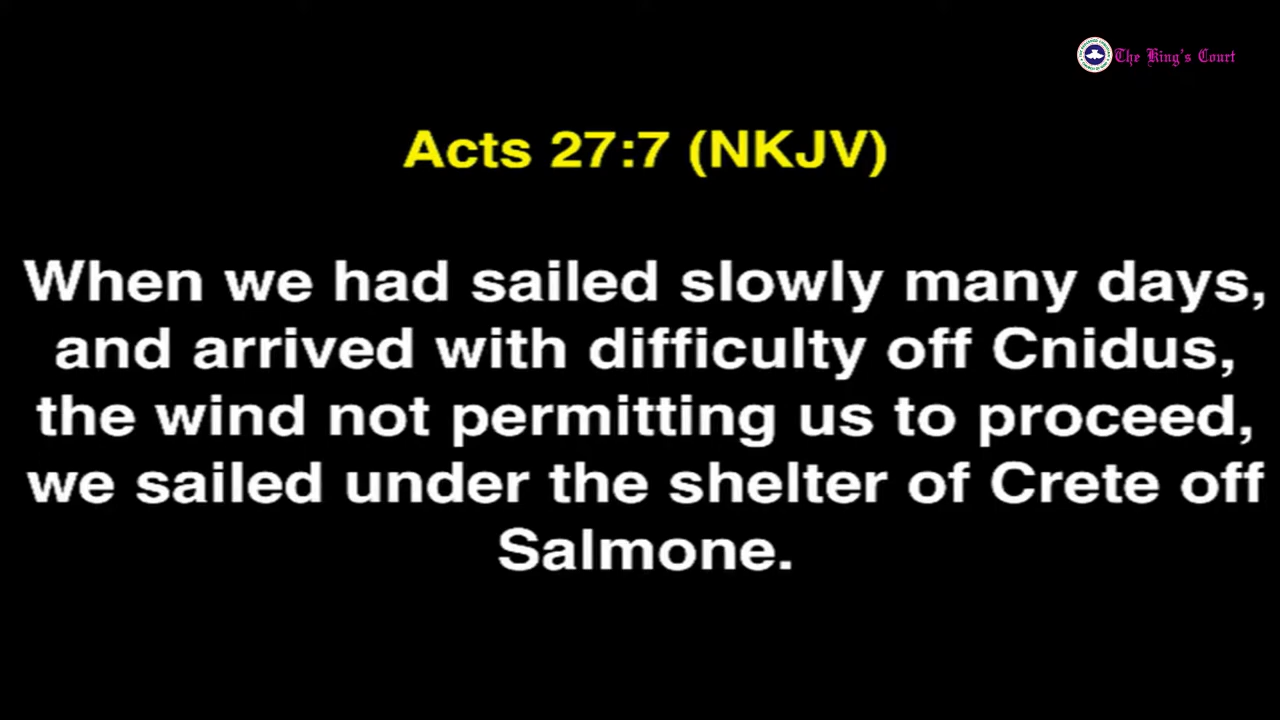 The King's Court
Acts 27:7 (NKJV)
When we had sailed slowly many days,
and arrived with difficulty off Cnidus,
the wind not permitting us to proceed,
we sailed under the shelter of Crete off
Salmone.